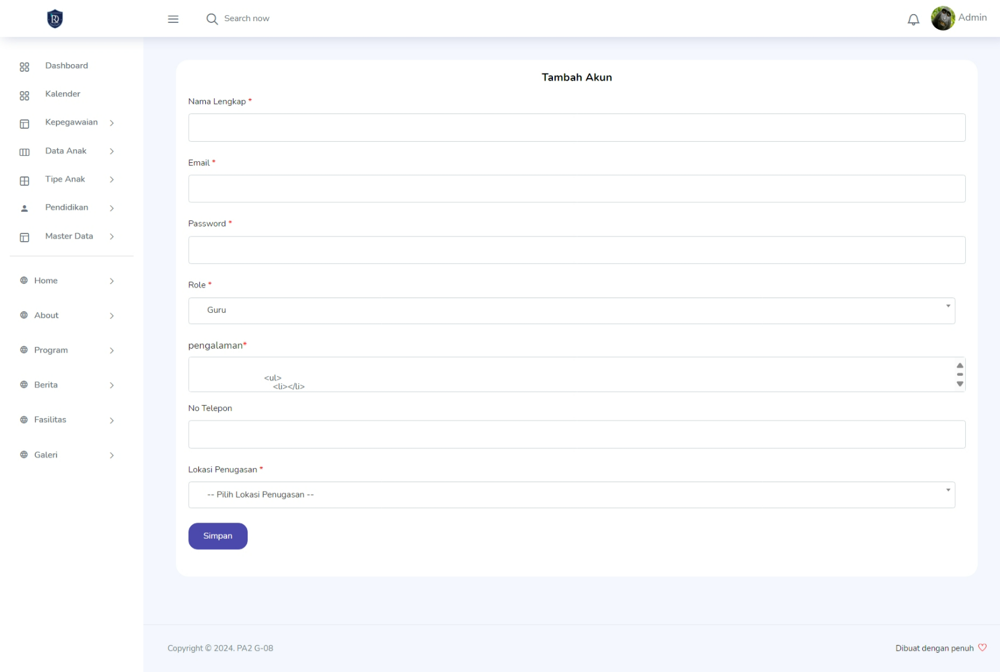 Search now
Admin
Dashboard
Kalender
Kepegawaian
Data Anak
Tipe Anak
Pendidikan
Master Data
Home
About
Program
Berita
Fasilitas
Galeri
Tambah Akun
Nama Lengkap *
Email *
Password *
Role *
Guru
pengalaman*
<ul>
<li></li>
No Telepon
Lokasi Penugasan *
-- Pilih Lokasi Penugasan --
Simpan
Copyright © 2024. PA2 G-08
Dibuat dengan penuh